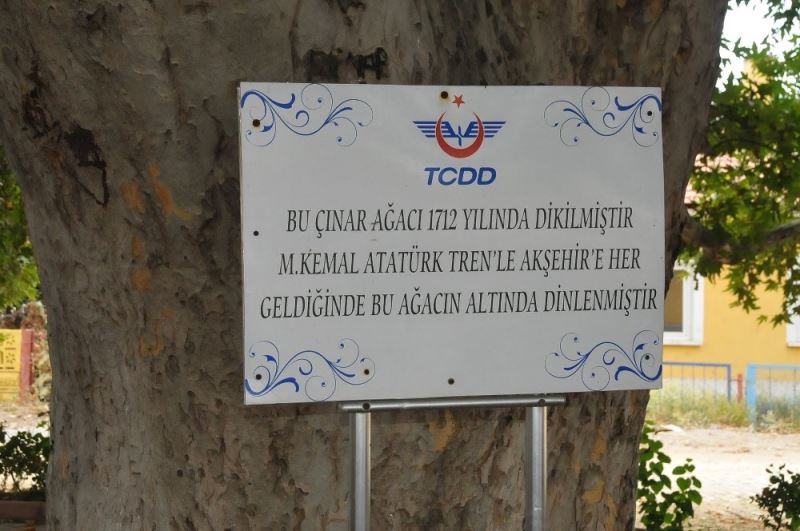 TCDD
BU ÇINAR AĞACI 1712 YILINDA DİKİLMİŞTİR
M.KEMAL ATATÜRK TREN'LE AKŞEHİR'E HER
GELDİĞİNDE BU AĞACIN ALTINDA DİNLENMİŞTİR